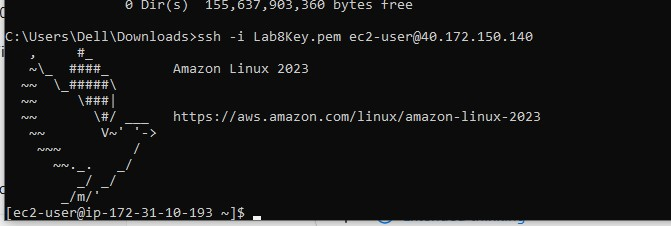 0 Dir(s)  155,637,903,360 bytes free
C:\Users\Dell\Downloads>ssh -i Lab8Key.pem ec2-user@40.172.150.140
   ,     #_
   ~\_  ####_        Amazon Linux 2023
  ~~  \_#####\
  ~~     \###|
  ~~       \#/ ___   https://aws.amazon.com/linux/amazon-linux-2023
   ~~       V~' '->
    ~~~         /
      ~~._.   _/
         _/ _/
       _/m/'
[ec2-user@ip-172-31-10-193 ~]$